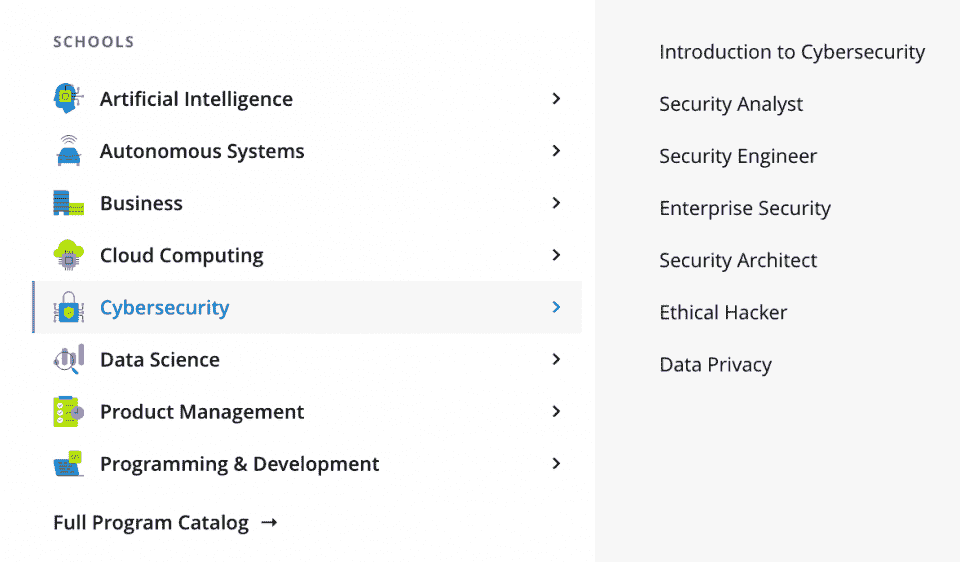 SCHOOLS
Artificial Intelligence
Autonomous Systems
Business
Cloud Computing
Cybersecurity
Data Science
Product Management
Programming & Development
Full Program Catalog →
Introduction to Cybersecurity
Security Analyst
Security Engineer
Enterprise Security
Security Architect
Ethical Hacker
Data Privacy